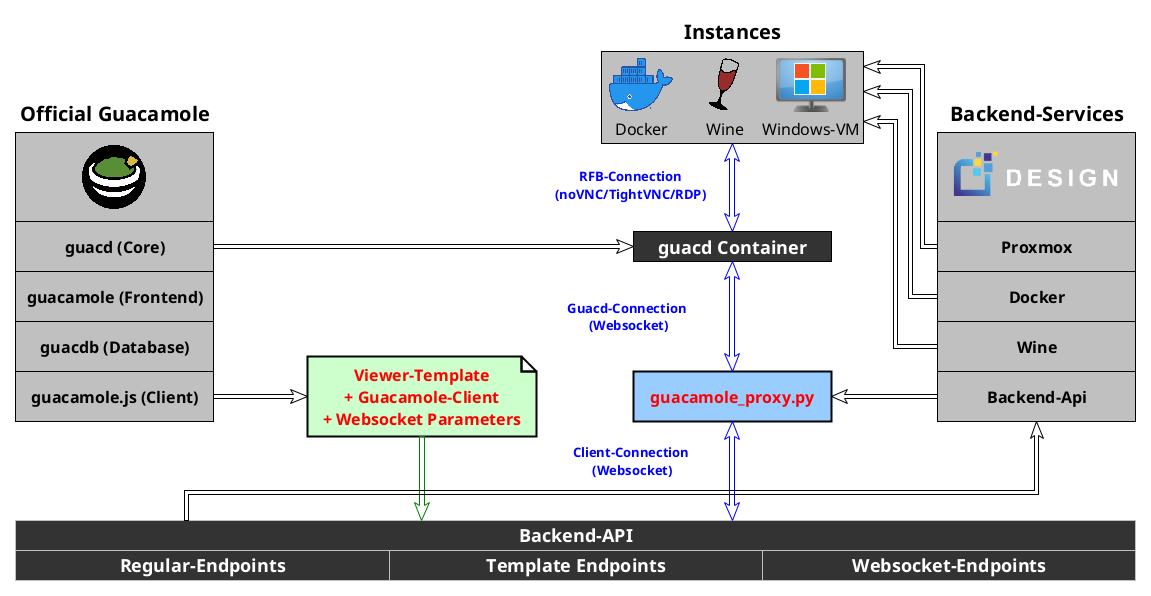 Instances
Docker
Wine
Windows-VM
Official Guacamole
guacd (Core)
guacamole (Frontend)
guacdb (Database)
guacamole.js (Client)
Backend-Services
DESIGN
Proxmox
Docker
Wine
Backend-Api
RFB-Connection
(noVNC/TightVNC/RDP)
guacd Container
Guacd-Connection
(Websocket)
Viewer-Template
+ Guacamole-Client
+ Websocket Parameters
guacamole_proxy.py
Client-Connection
(Websocket)
Backend-API
Regular-Endpoints
Template Endpoints
Websocket-Endpoints